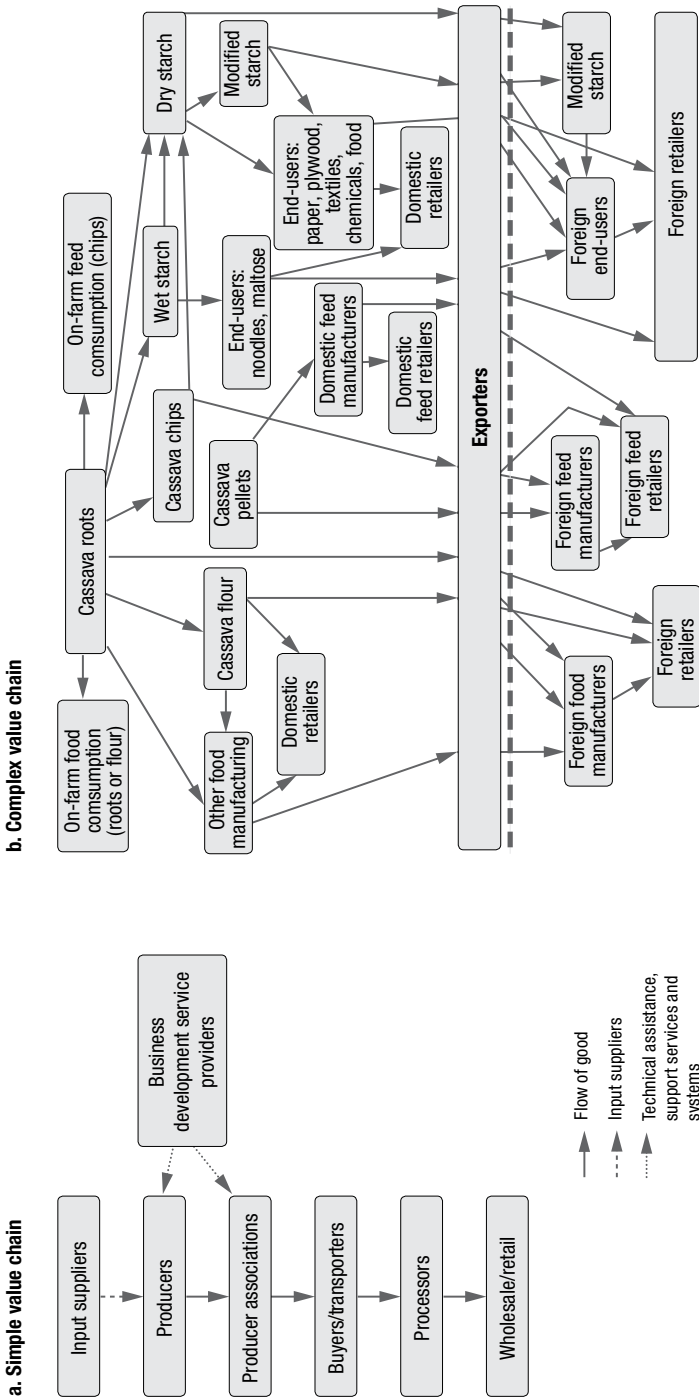 a. Simple value chain
Input suppliers
Producers
Producer associations
Buyers/transporters
Processors
Wholesale/retail
Business
development service
providers
Flow of good
Input suppliers
Technical assistance,
support services and
systems
b. Complex value chain
On-farm food
comsumption
(roots or flour)
Cassava roots
On-farm feed
comsumption (chips)
Other food
manufacturing
Cassava flour
Domestic
retailers
Cassava chips
Cassava
pellets
Wet starch
Dry starch
Modified
starch
End-users:
noodles, maltose
End-users:
paper, plywood,
textiles,
chemicals, food
Domestic feed
manufacturers
Domestic
feed retailers
Domestic
retailers
Exporters
Foreign food
manufacturers
Foreign
retailers
Foreign feed
manufacturers
Foreign feed
retailers
Foreign
end-users
Modified
starch
Foreign retailers